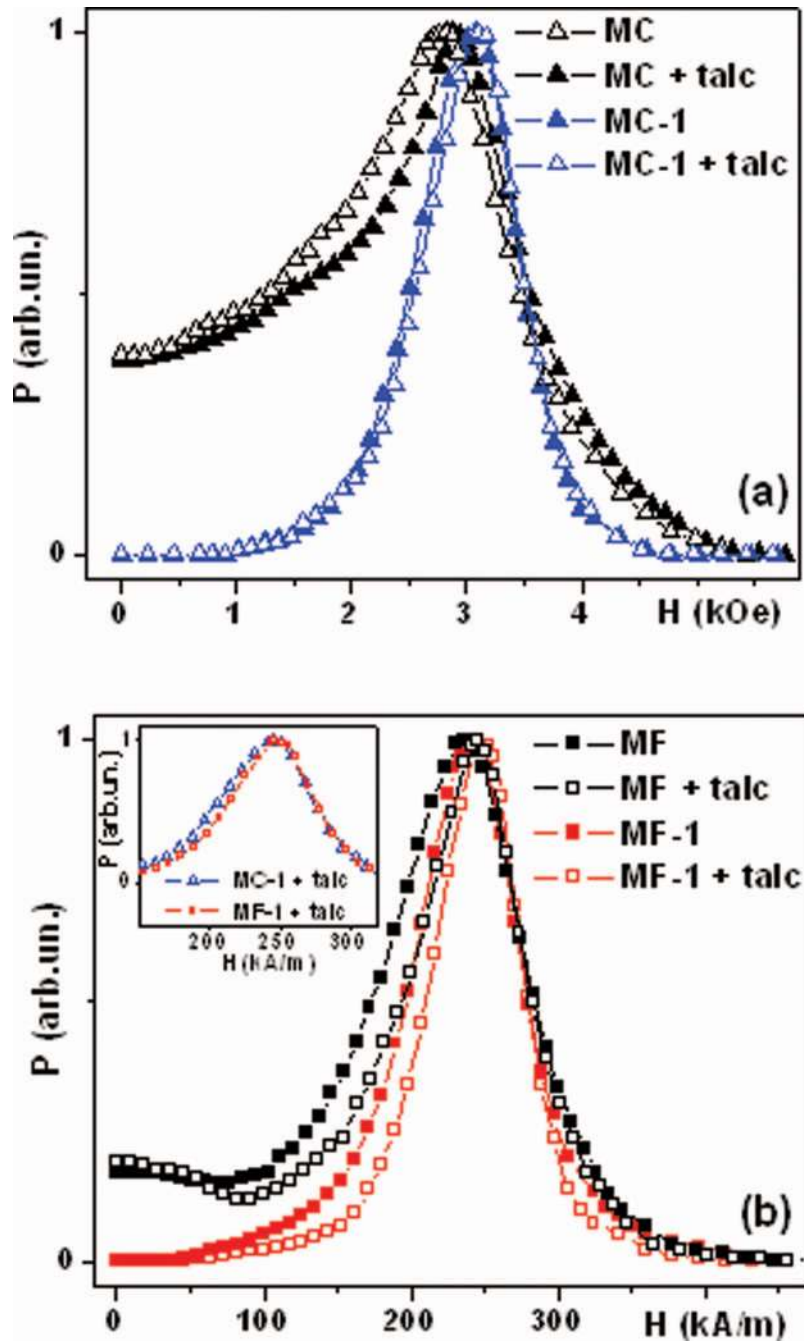 1
P (arb.un.)
0
MC
MC + talc
MC-1
MC-1 + talc
(a)
0 1 2 3 4
H (kOe)
1
P (arb.un.)
0
MF
MF + talc
MF-1
MF-1 + talc
1
P (arb.un.)
0
MC-1 + talc
MF-1 + talc
200 250 300
H (kA/m)
(b)
0 100 200 300
H (kA/m)